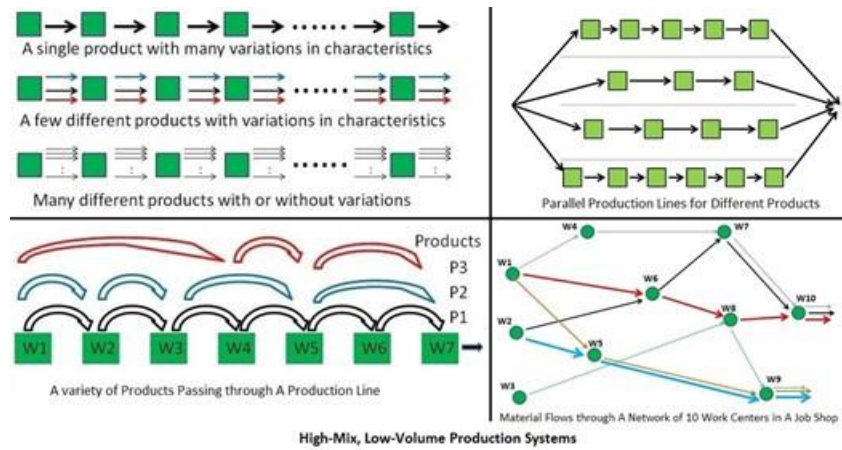 A single product with many variations in characteristics
A few different products with variations in characteristics
Many different products with or without variations
Parallel Production Lines for Different Products
Products
P3
P2
P1
W1 W2 W3 W4 W5 W6 W7
A variety of Products Passing through A Production Line
W4 W7
W1
W6
W10
W2 W8
W5
W3 W9
Material Flows through A Network of 10 Work Centers in A Job Shop
High-Mix, Low-Volume Production Systems